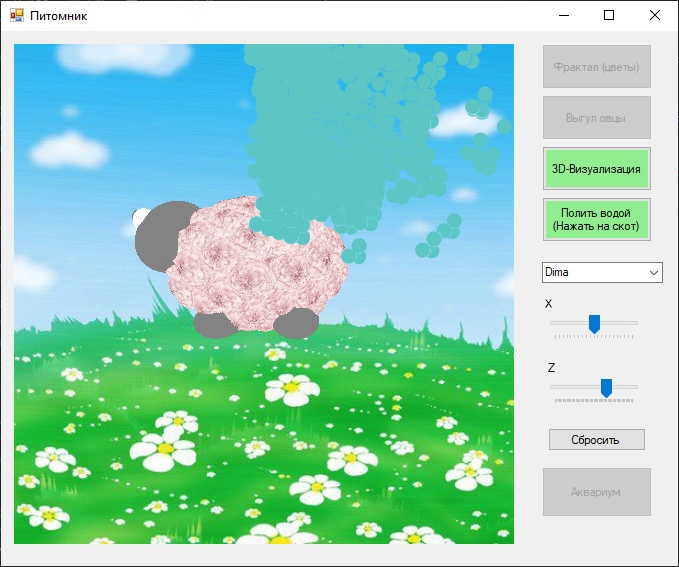 Питомник
Фрактал (цветы)
Выгул овцы
3D-Визуализация
Полить водой
(Нажать на скот)
Dima
X
Z
Сбросить
Аквариум